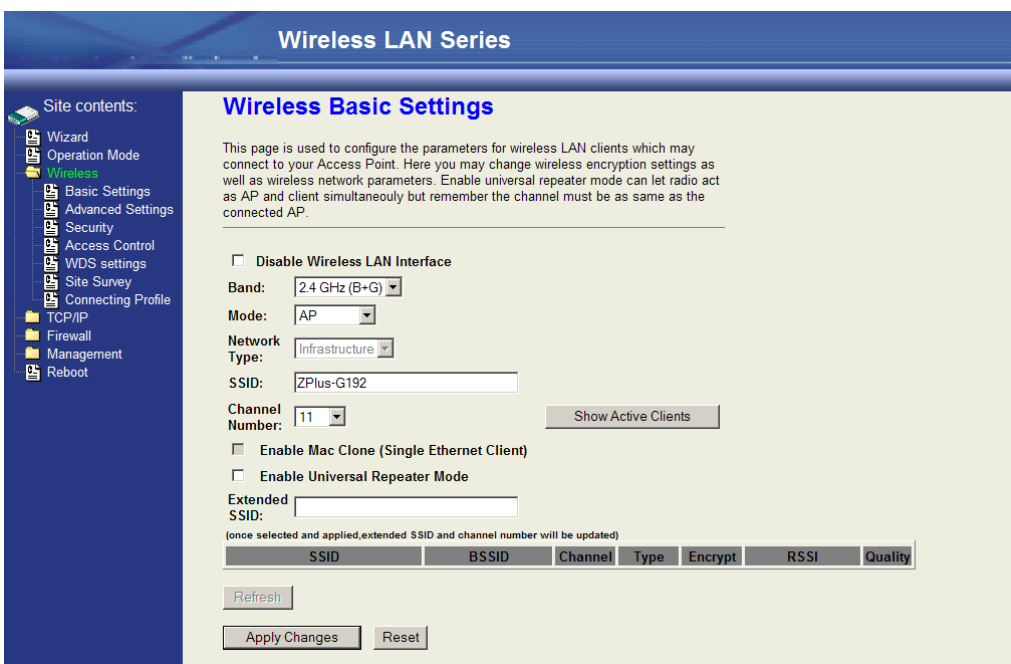 Wireless LAN Series
Site contents:
Wizard
Operation Mode
Wireless
Basic Settings
Advanced Settings
Security
Access Control
WDS settings
Site Survey
Connecting Profile
TCP/IP
Firewall
Management
Reboot
Wireless Basic Settings
This page is used to configure the parameters for wireless LAN clients which may
connect to your Access Point. Here you may change wireless encryption settings as
well as wireless network parameters. Enable universal repeater mode can let radio act
as AP and client simultaneouly but remember the channel must be as same as the
connected AP.
Disable Wireless LAN Interface
Band: 2.4 GHz (B+G)
Mode: AP
Network
Type: Infrastructure
SSID: ZPlus-G192
Channel
Number: 11 Show Active Clients
Enable Mac Clone (Single Ethernet Client)
Enable Universal Repeater Mode
Extended
SSID:
(once selected and applied,extended SSID and channel number will be updated)
SSID BSSID Channel Type Encrypt RSSI Quality
Refresh
Apply Changes Reset